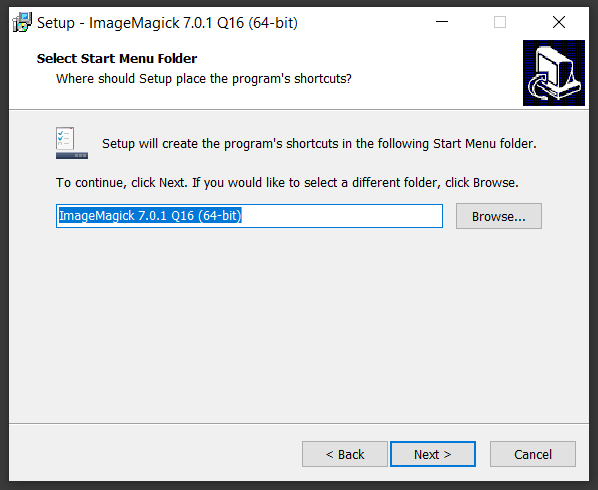 Setup - ImageMagick 7.0.1 Q16 (64-bit)
Select Start Menu Folder
Where should Setup place the program's shortcuts?
Setup will create the program's shortcuts in the following Start Menu folder.
To continue, click Next. If you would like to select a different folder, click Browse.
ImageMagick 7.0.1 Q16 (64-bit)
Browse...
< Back
Next >
Cancel